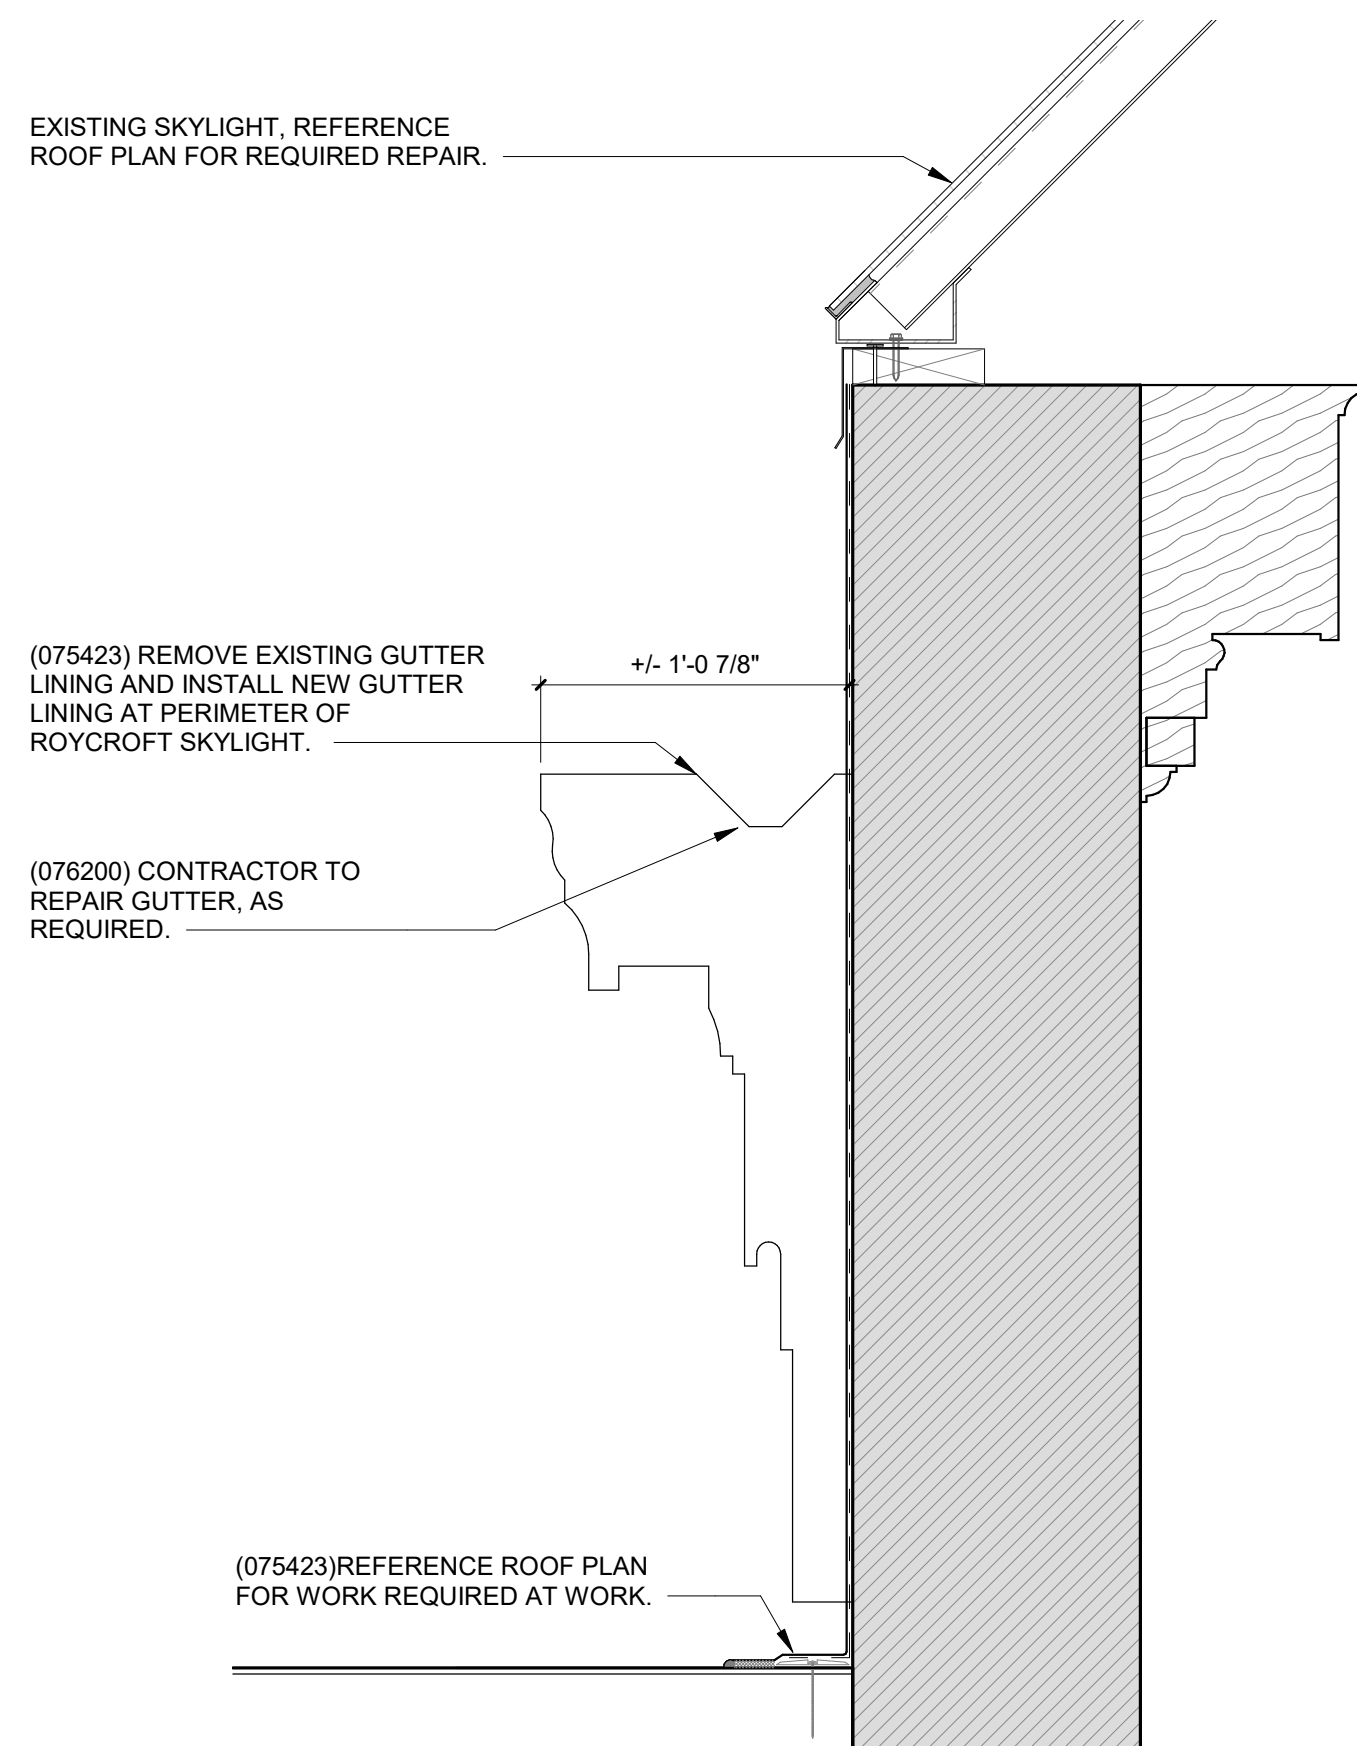 EXISTING SKYLIGHT, REFERENCE
ROOF PLAN FOR REQUIRED REPAIR.
(075423) REMOVE EXISTING GUTTER
LINING AND INSTALL NEW GUTTER
LINING AT PERIMETER OF
ROYCROFT SKYLIGHT.
+/- 1'-0 7/8"
(076200) CONTRACTOR TO
REPAIR GUTTER, AS
REQUIRED.
(075423)REFERENCE ROOF PLAN
FOR WORK REQUIRED AT WORK.